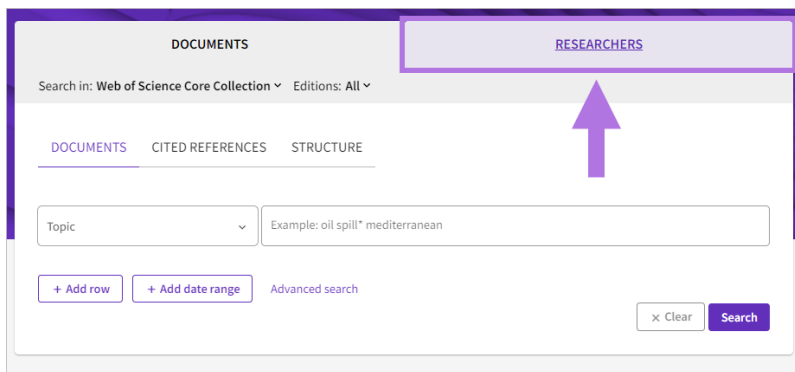 DOCUMENTS
RESEARCHERS
Search in: Web of Science Core Collection Editions: All
DOCUMENTS CITED REFERENCES STRUCTURE
Topic
Example: oil spill* mediterranean
+ Add row
+ Add date range
Advanced search
× Clear
Search